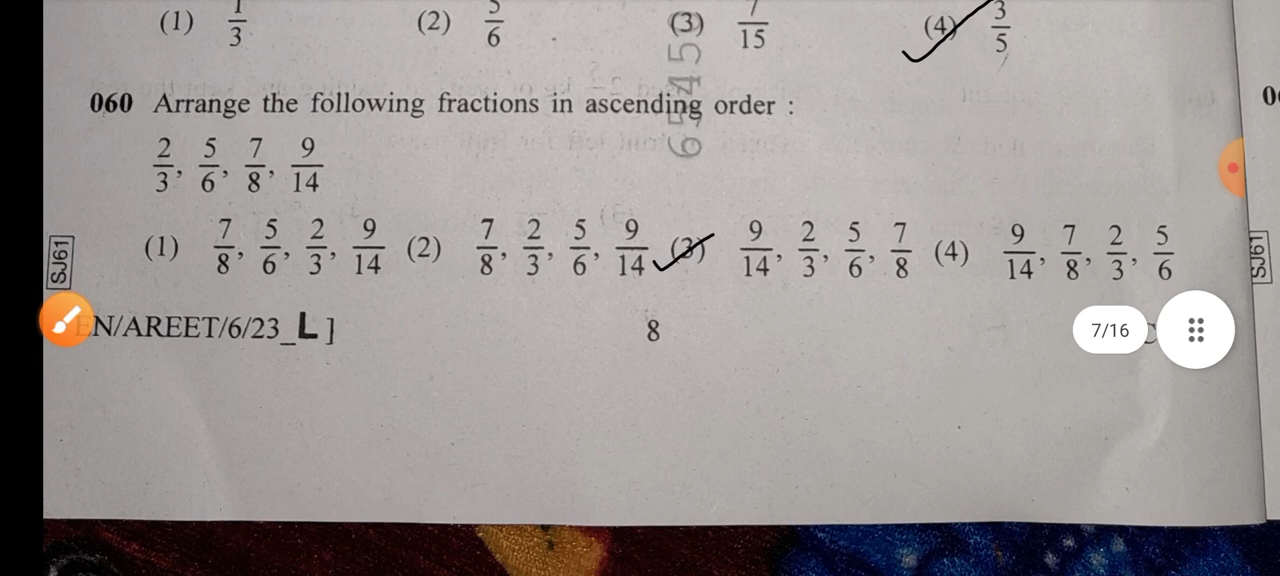 (1) 1/3 (2) 5/6 (3) 7/15 (4) 3/5
65745
060 Arrange the following fractions in ascending order :
2/3, 5/6, 7/8, 9/14
(1) 7/8, 5/6, 2/3, 9/14 (2) 7/8, 2/3, 5/6, 9/14 (3) 9/14, 2/3, 5/6, 7/8 (4) 9/14, 7/8, 2/3, 5/6
SJ61
SJ61
EN/AREET/6/23_L ] 8
7/16